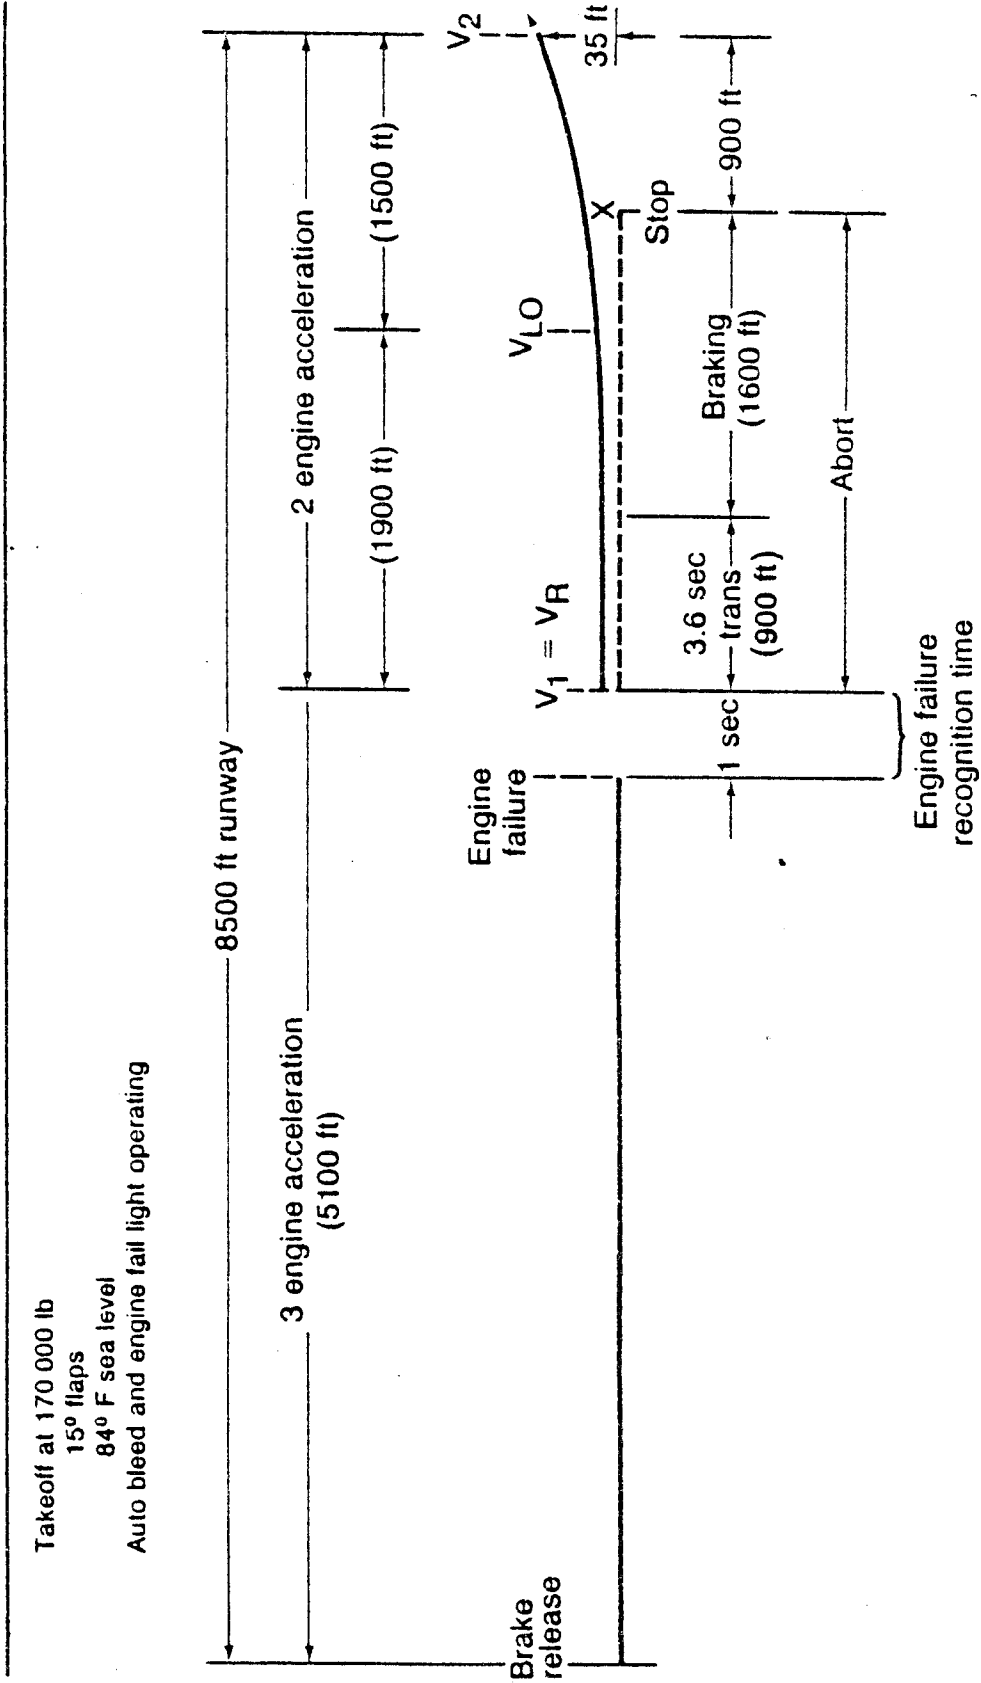 Takeoff at 170 000 lb
15º flaps
84º F sea level
Auto bleed and engine fail light operating
8500 ft runway
3 engine acceleration
(5100 ft)
2 engine acceleration
(1900 ft)
(1500 ft)
Brake
release
Engine
failure
V1 = VR
VLO
V2
35 ft
X
Stop
1 sec
3.6 sec
trans
(900 ft)
Braking
(1600 ft)
900 ft
Abort
Engine failure
recognition time